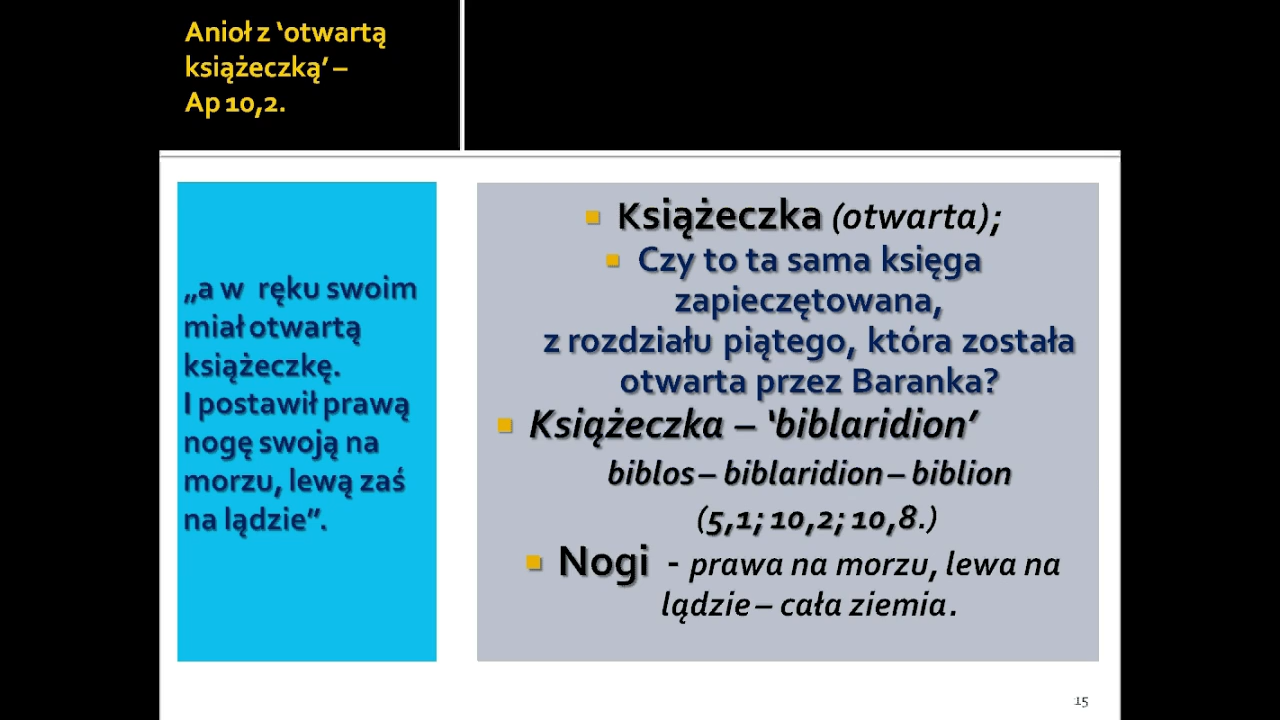 Anioł z ‘otwartą
książeczką’ –
Ap 10,2.
„a w ręku swoim
miał otwartą
książeczkę.
I postawił prawą
nogę swoją na
morzu, lewą zaś
na lądzie”.
Książeczka (otwarta);
Czy to ta sama księga
zapieczętowana,
z rozdziału piątego, która została
otwarta przez Baranka?
Książeczka – ‘biblaridion’
biblos – biblaridion – biblion
(5,1; 10,2; 10,8.)
Nogi - prawa na morzu, lewa na
lądzie – cała ziemia.
15